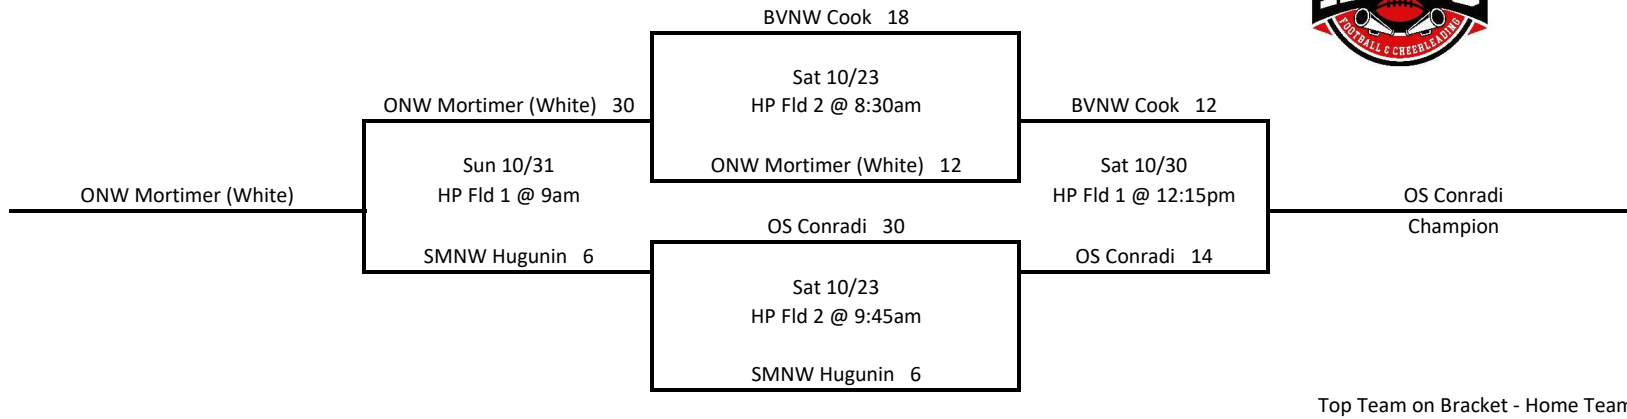 BVNW Cook 18
FOOTBALL & CHEERLEADING
Sat 10/23
HP Fld 2 @ 8:30am
ONW Mortimer (White) 30
BVNW Cook 12
ONW Mortimer (White) 12
Sun 10/31
HP Fld 1 @ 9am
Sat 10/30
HP Fld 1 @ 12:15pm
ONW Mortimer (White)
OS Conradi
Champion
OS Conradi 30
SMNW Hugunin 6
OS Conradi 14
Sat 10/23
HP Fld 2 @ 9:45am
SMNW Hugunin 6
Top Team on Bracket - Home Team